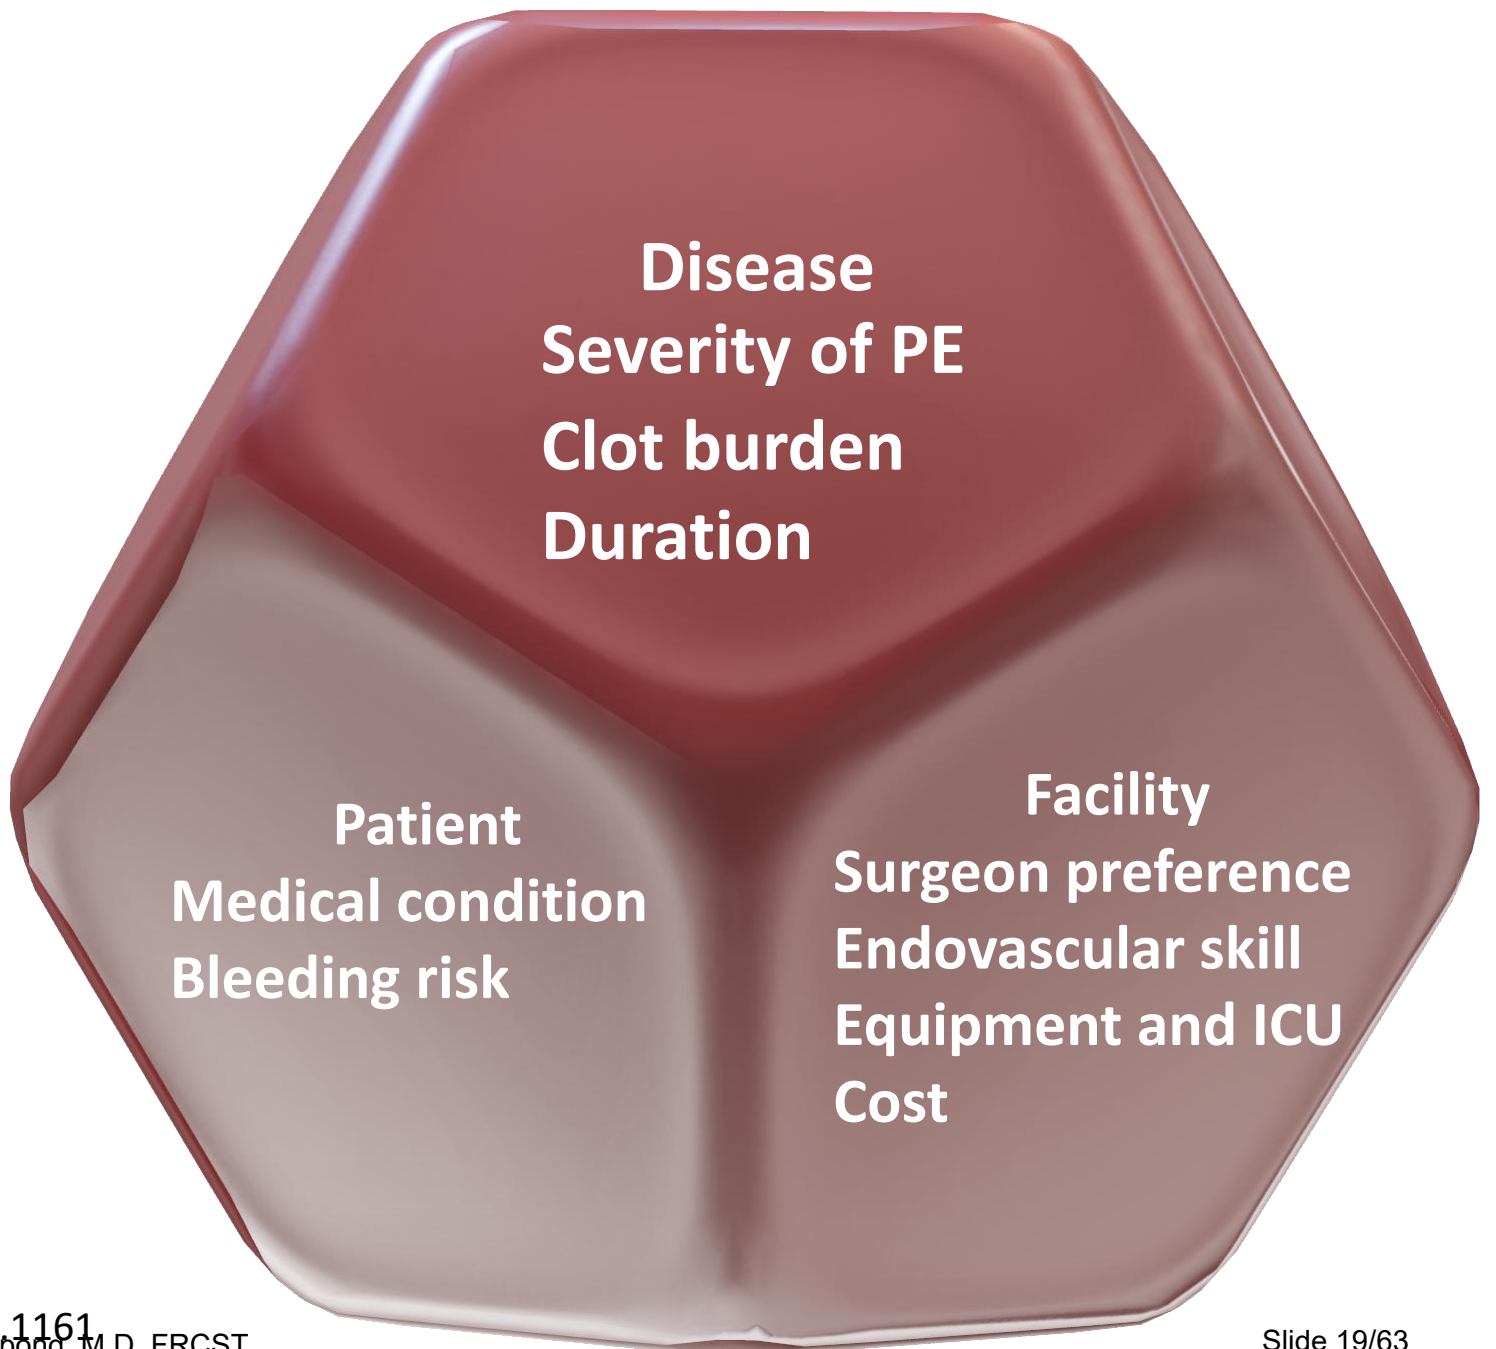 Disease
Severity of PE
Clot burden
Duration
Patient
Medical condition
Bleeding risk
Facility
Surgeon preference
Endovascular skill
Equipment and ICU
Cost
.1161
M.D. FRCST
Slide 19/63